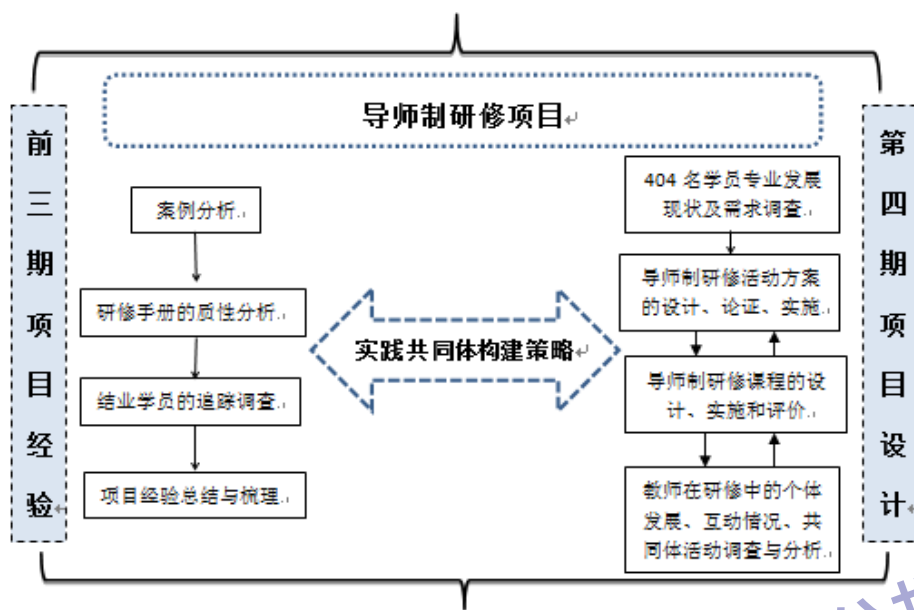 导师制研修项目
前三期项目经验
案例分析
研修手册的质性分析
结业学员的追踪调查
项目经验总结与梳理
实践共同体构建策略
404 名学员专业发展
现状及需求调查
导师制研修活动方案
的设计、论证、实施
导师制研修课程的设
计、实施和评价
教师在研修中的个体
发展、互动情况、共
同体活动调查与分析
第四期项目设计